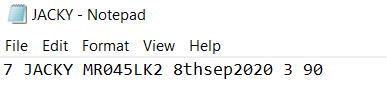 JACKY - Notepad
File Edit Format View Help
7 JACKY MR045LK2 8thsep2020 3 90